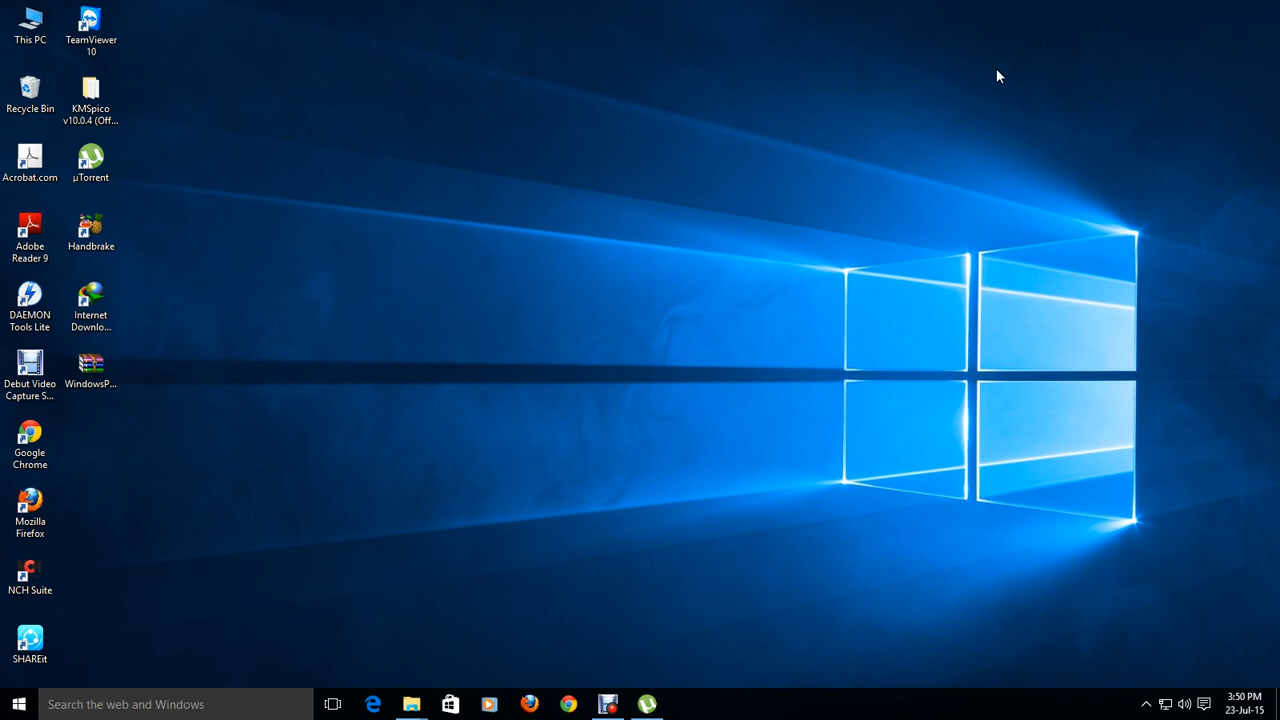 This PC
TeamViewer
10
Recycle Bin
KMSpico
v10.0.4 (Off...
Acrobat.com
µTorrent
Adobe
Reader 9
Handbrake
DAEMON
Tools Lite
Internet
Downlo...
Debut Video
Capture S...
WindowsP...
Google
Chrome
Mozilla
Firefox
NCH Suite
SHAREit
Search the web and Windows
3:50 PM
23-Jul-15